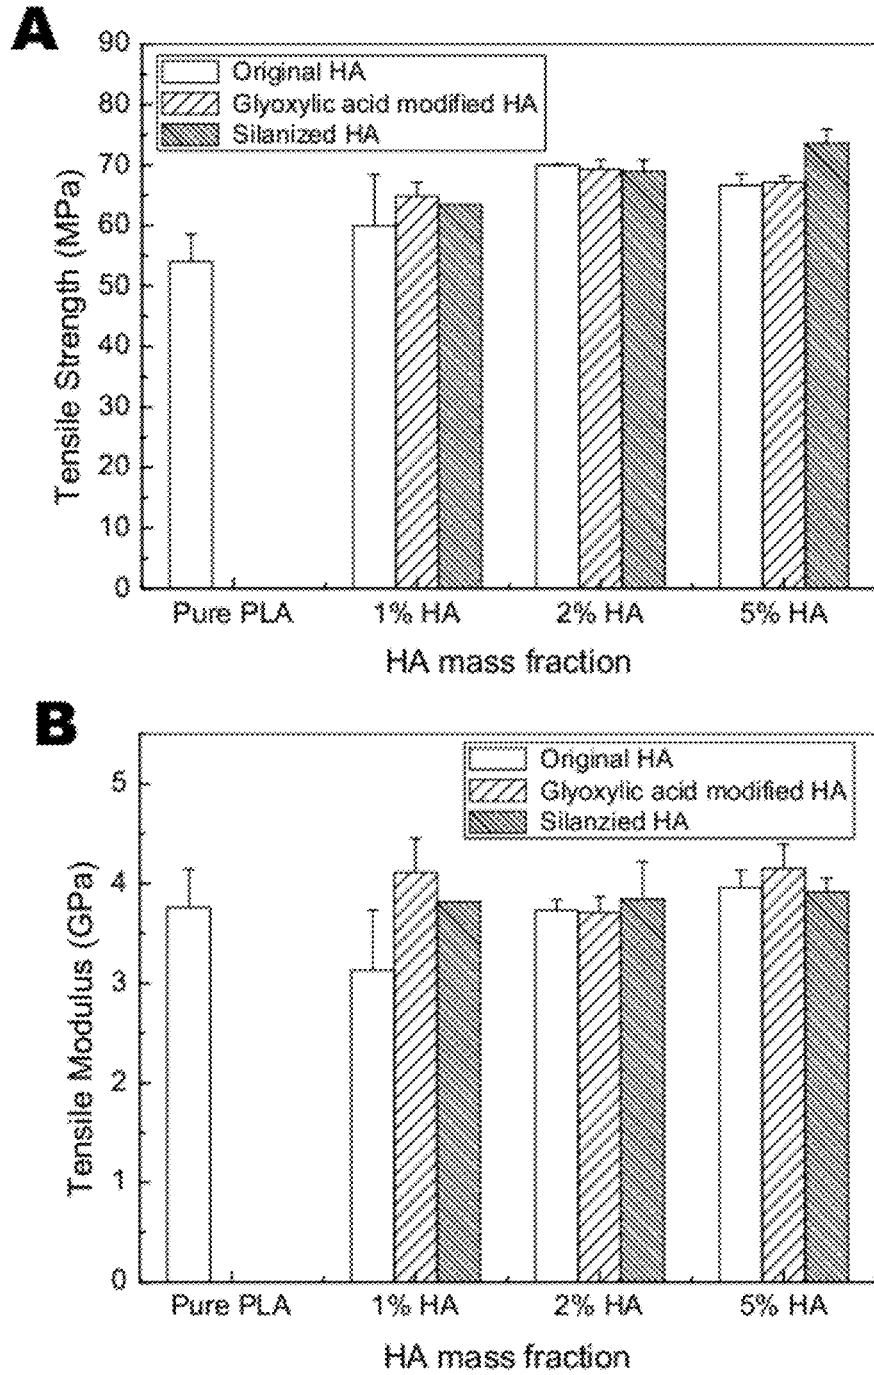 A
90
80
70
60
50
40
30
20
10
0
Tensile Strength (MPa)
Original HA
Glyoxylic acid modified HA
Silanized HA
Pure PLA 1% HA 2% HA 5% HA
HA mass fraction
B
5
4
3
2
1
0
Tensile Modulus (GPa)
Original HA
Glyoxylic acid modified HA
Silanzied HA
Pure PLA 1% HA 2% HA 5% HA
HA mass fraction